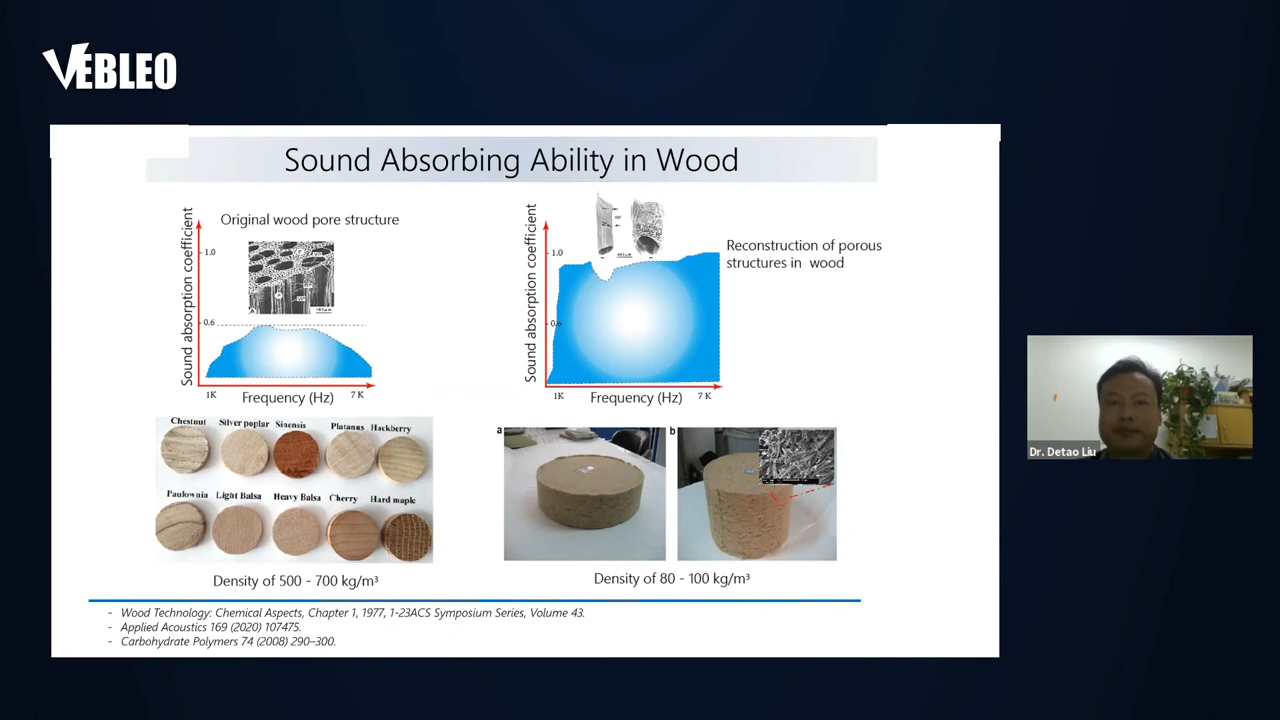 VEBLEO
Sound Absorbing Ability in Wood
Sound absorption coefficient
Original wood pore structure
1.0
0.6
1K
Frequency (Hz)
7 K
Sound absorption coefficient
1.0
0.6
1K
Frequency (Hz)
7 K
Reconstruction of porous
structures in wood
Chestnut Silver poplar Sinensis Platanus Hackberry
Paulownia Light Balsa Heavy Balsa Cherry Hard maple
Density of 500 - 700 kg/m³
a
b
Density of 80 - 100 kg/m³
- Wood Technology: Chemical Aspects, Chapter 1, 1977, 1-23ACS Symposium Series, Volume 43.
- Applied Acoustics 169 (2020) 107475.
- Carbohydrate Polymers 74 (2008) 290–300.
Dr. Detao Liu